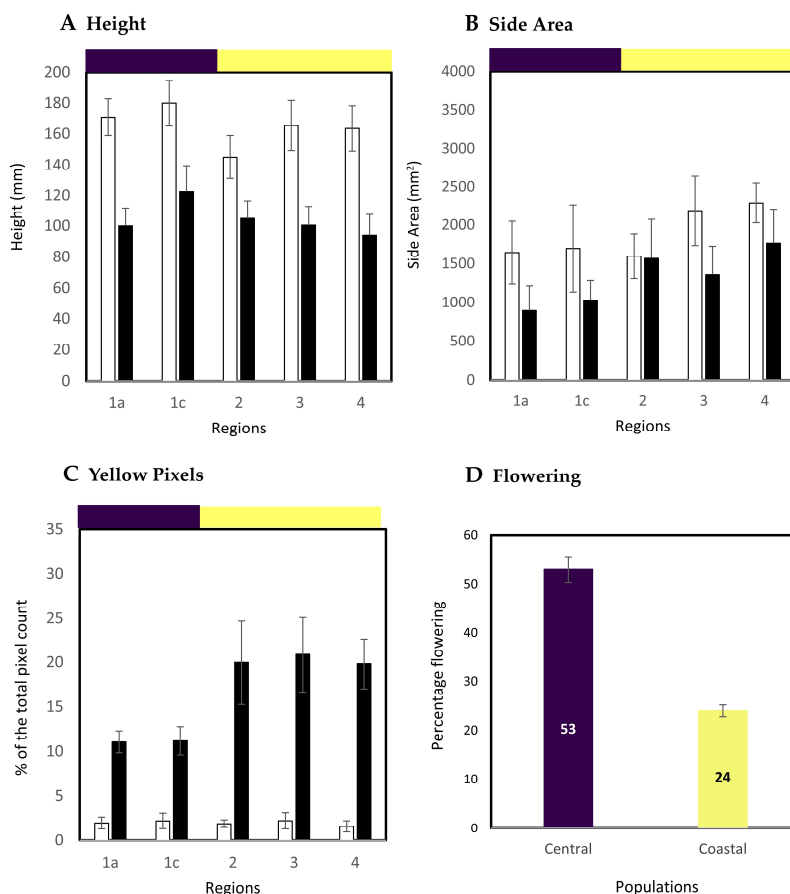 A Height
200
180
160
140
120
100
80
60
40
20
0
Height (mm)
1a 1c 2 3 4
Regions
B Side Area
4000
3500
3000
2500
2000
1500
1000
500
0
Side Area (mm²)
1a 1c 2 3 4
Regions
C Yellow Pixels
35
30
25
20
15
10
5
0
% of the total pixel count
1a 1c 2 3 4
Regions
D Flowering
60
50
40
30
20
10
0
Percentage flowering
53
24
Central Coastal
Populations